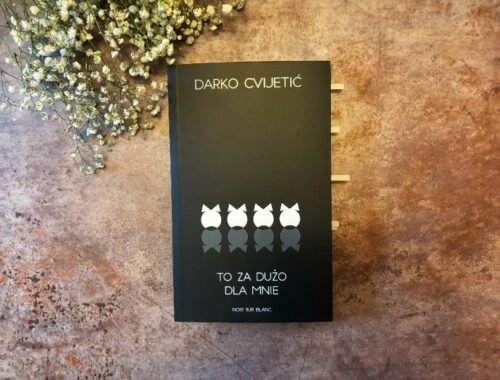 DARKO CVIJETIĆ
TO ZA DUŻO
DLA MNIE
NOIR SUR BLANC